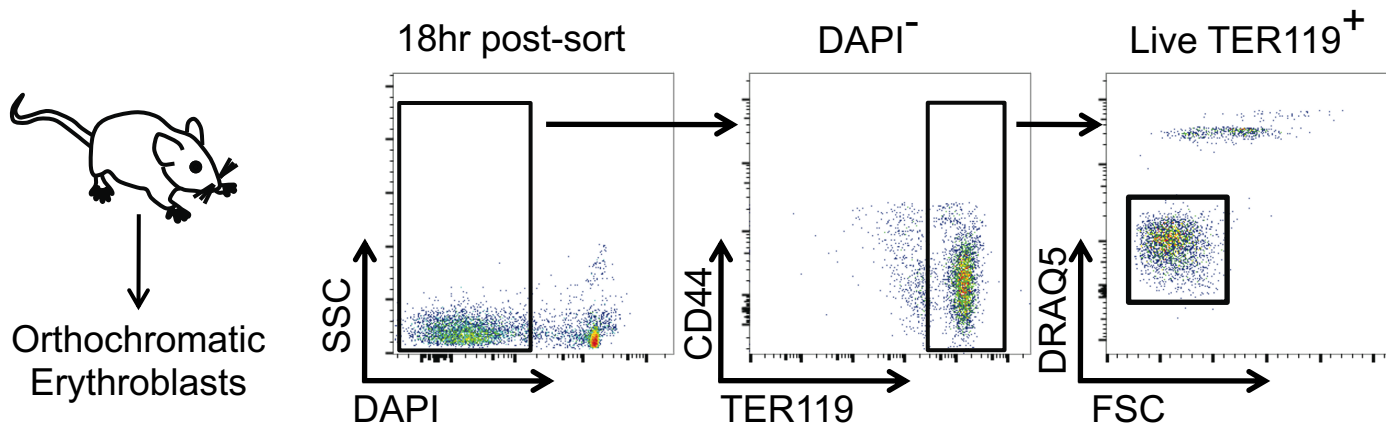 18hr post-sort
DAPI⁻
Live TER119⁺
Orthochromatic
Erythroblasts
SSC
DAPI
CD44
TER119
DRAQ5
FSC